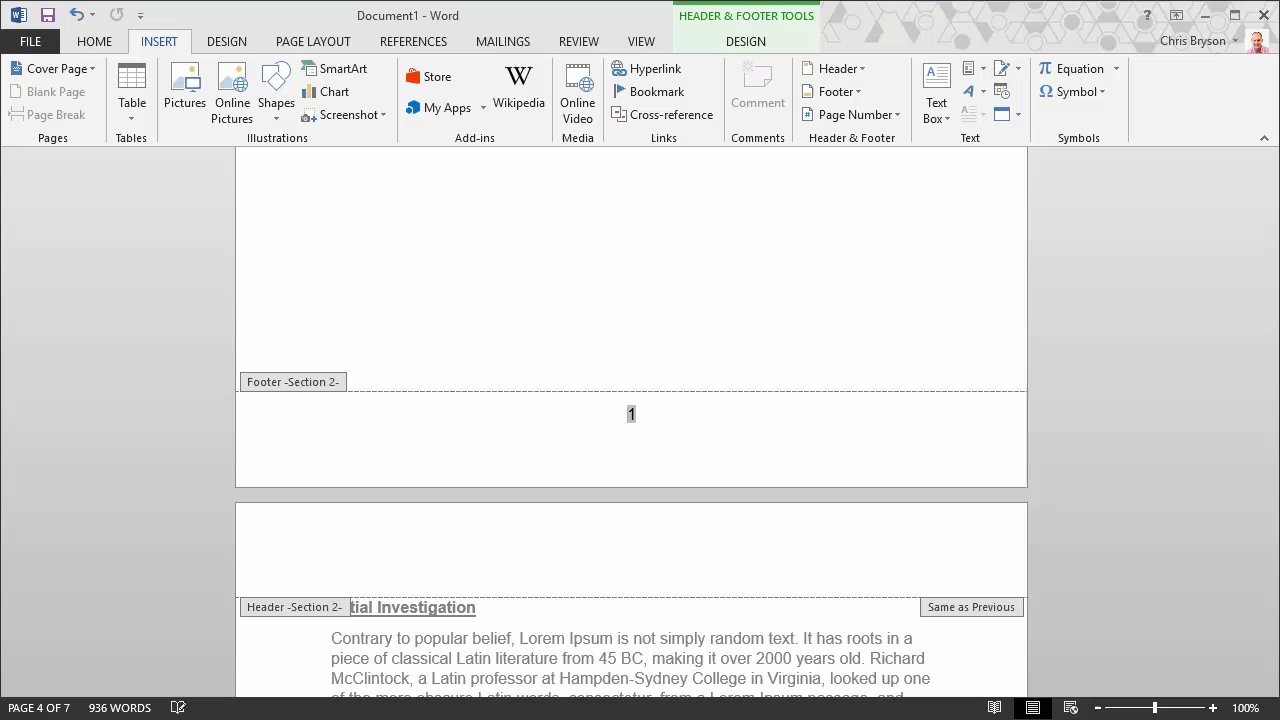 Document1 - Word
HEADER & FOOTER TOOLS
?
FILE
HOME
INSERT
DESIGN
PAGE LAYOUT
REFERENCES
MAILINGS
REVIEW
VIEW
DESIGN
Chris Bryson
Cover Page
Blank Page
Page Break
Pages
Table
Tables
Pictures
Online
Pictures
Shapes
SmartArt
Chart
Screenshot
Illustrations
Store
My Apps
W
Wikipedia
Add-ins
Online
Video
Media
Hyperlink
Bookmark
Cross-reference
Links
Comment
Comments
Header
Footer
Page Number
Header & Footer
Text
Box
Text
π Equation
Ω Symbol
Symbols
Footer -Section 2-
1
Header -Section 2-
tial Investigation
Same as Previous
Contrary to popular belief, Lorem Ipsum is not simply random text. It has roots in a
piece of classical Latin literature from 45 BC, making it over 2000 years old. Richard
McClintock, a Latin professor at Hampden-Sydney College in Virginia, looked up one
of the more obscure Latin words, consectetur, from a Lorem Ipsum passage, and
PAGE 4 OF 7
936 WORDS
100%